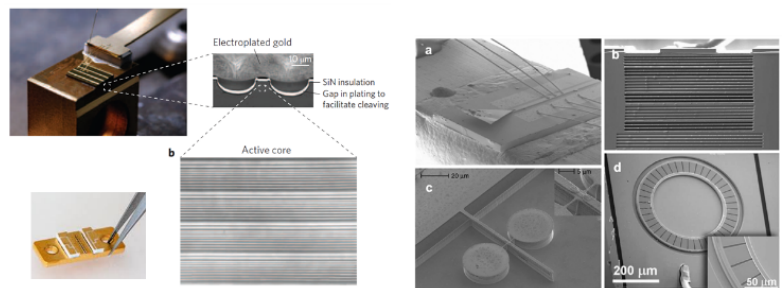 Electroplated gold
10 μm
SiN insulation
Gap in plating to
facilitate cleaving
b
Active core
a
b
c
20 μm
5 μm
d
200 μm
50 μm